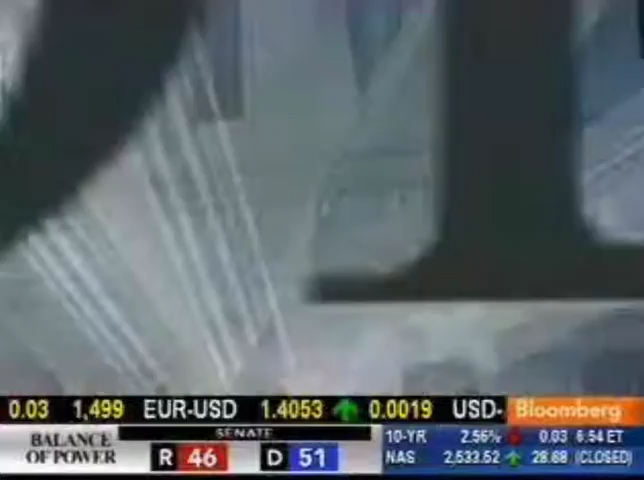 0.03 1,499 EUR-USD 1.4053 0.0019 USD- Bloomberg
BALANCE OF POWER
SENATE
R 46 D 51
10-YR 2.56% 0.03 6:54 ET
NAS 2,533.52 28.68 (CLOSED)